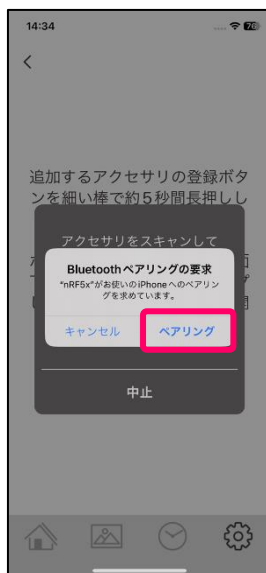 14:34
76
追加するアクセサリの登録ボタ
ンを細い棒で約5秒間長押しし
アクセサリをスキャンして
Bluetoothペアリングの要求
"nRF5x"がお使いのiPhoneへのペアリン
グを求めています。
キャンセル ペアリング
中止